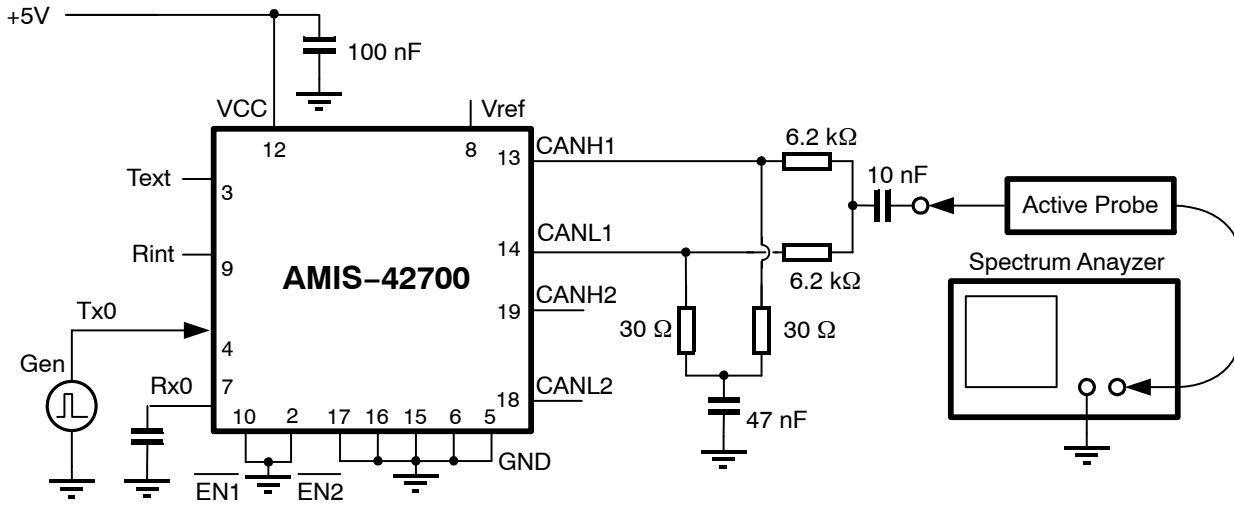 +5V
100 nF
VCC
Vref
12
8
13
CANH1
6.2 kΩ
10 nF
Text
3
Active Probe
14
CANL1
6.2 kΩ
Spectrum Anayzer
Rint
9
AMIS–42700
19
CANH2
Tx0
4
30 Ω
30 Ω
Gen
Rx0
7
18
CANL2
47 nF
10
2
17
16
15
6
5
GND
EN1
EN2